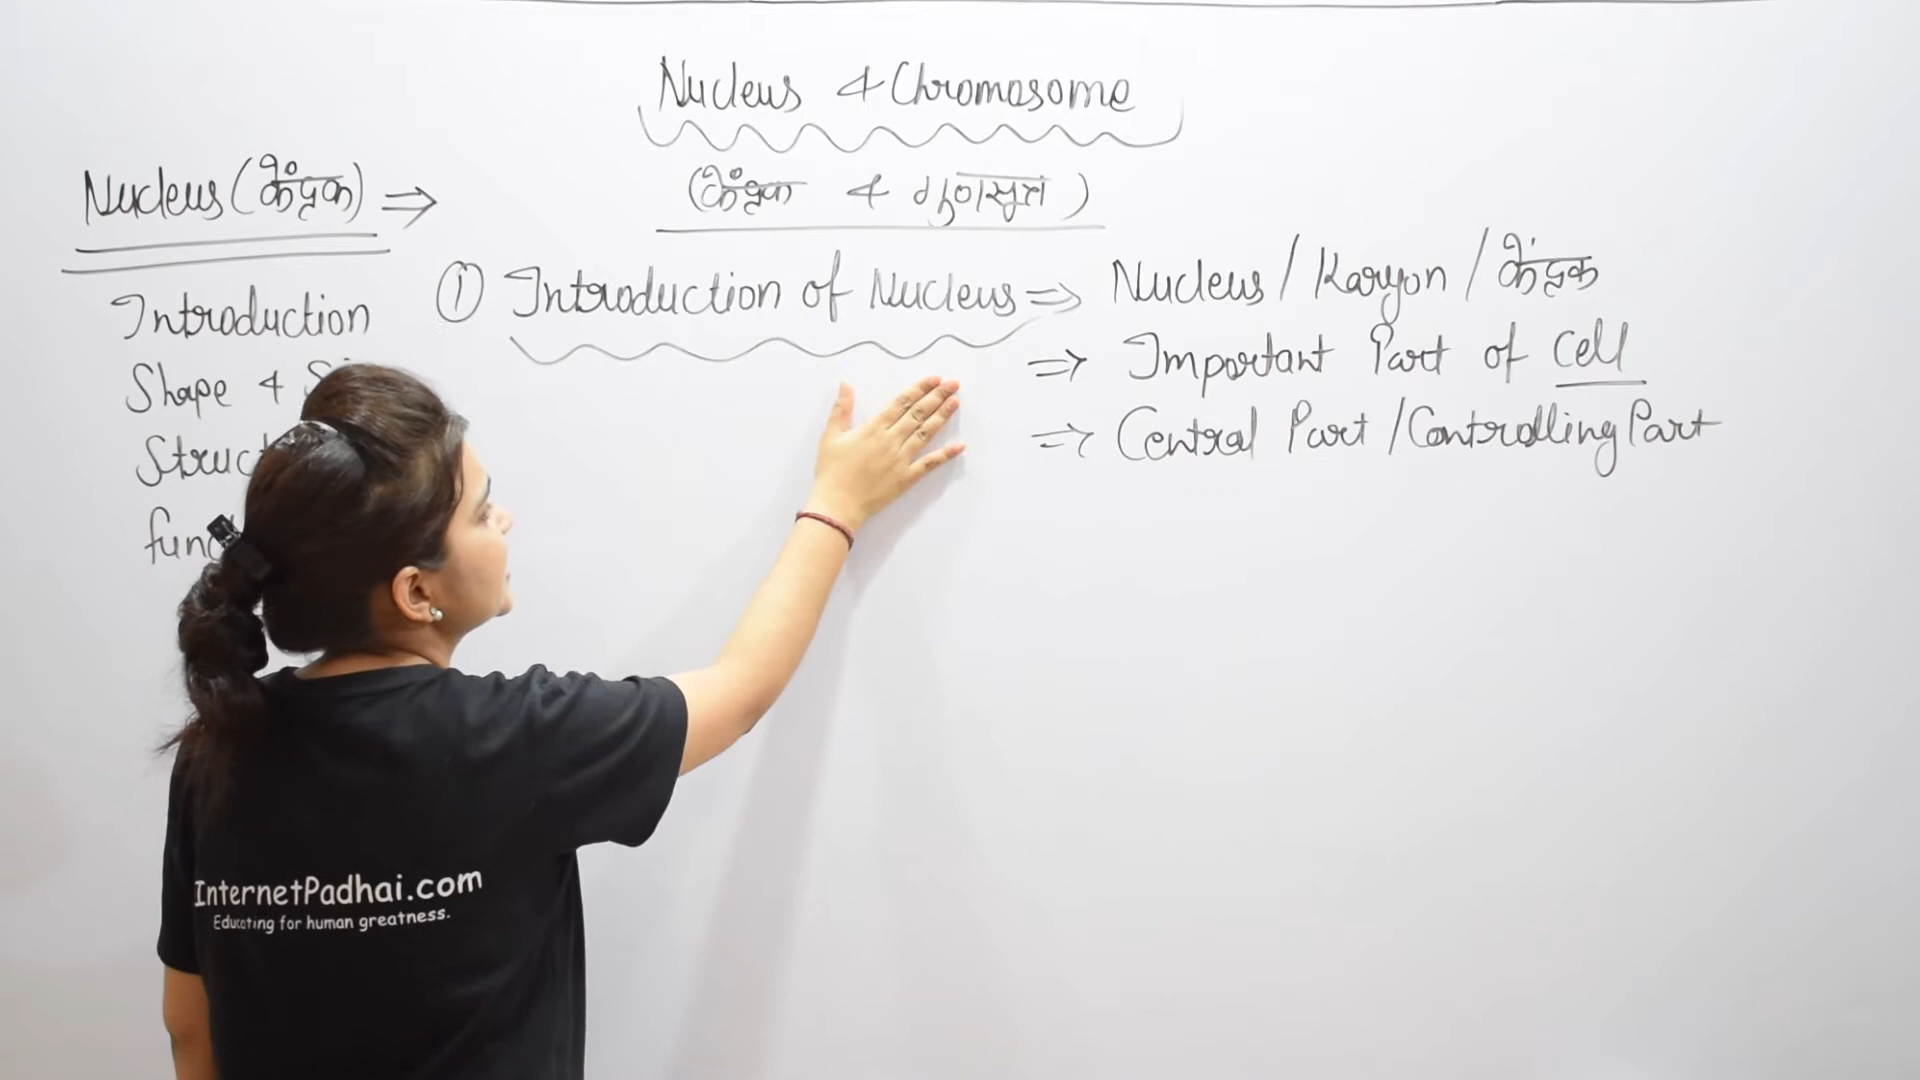 Nucleus & Chromosome
(केंद्रक & गुणसूत्र)
Nucleus (केंद्रक) ⇒
Introduction
Shape &
① Introduction of Nucleus ⇒ Nucleus / Karyon / केंद्रक
⇒ Important Part of Cell
⇒ Central Part / Controlling Part
InternetPadhai.com
Educating for human greatness.